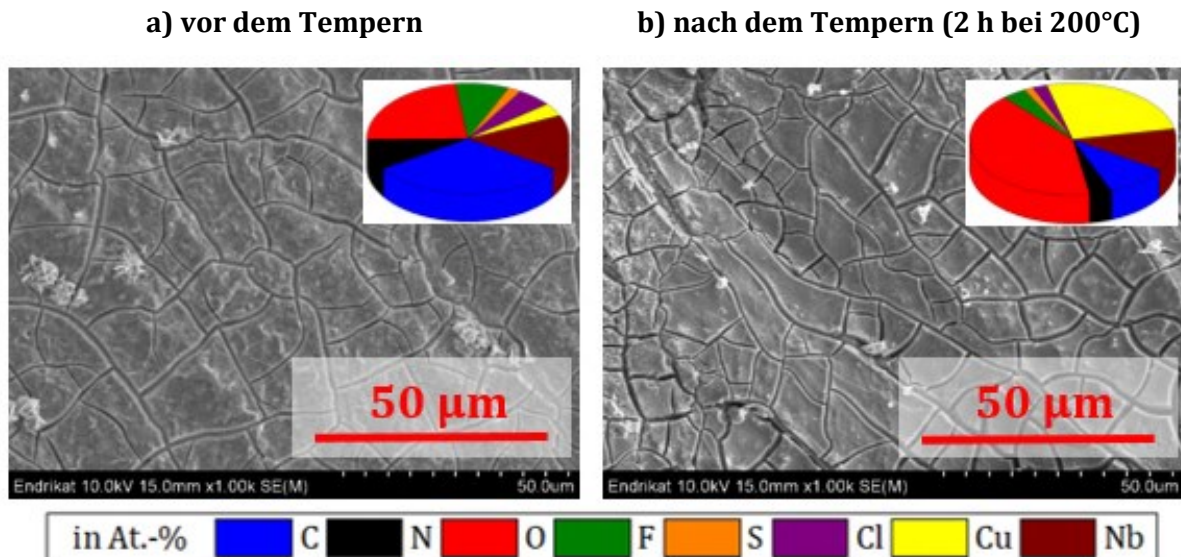 a) vor dem Tempern
b) nach dem Tempern (2 h bei 200°C)
50 µm
50 µm
Endrikat 10.0kV 15.0mm x1.00k SE(M)
50.0um
Endrikat 10.0kV 15.0mm x1.00k SE(M)
50.0um
in At.-% C N O F S Cl Cu Nb